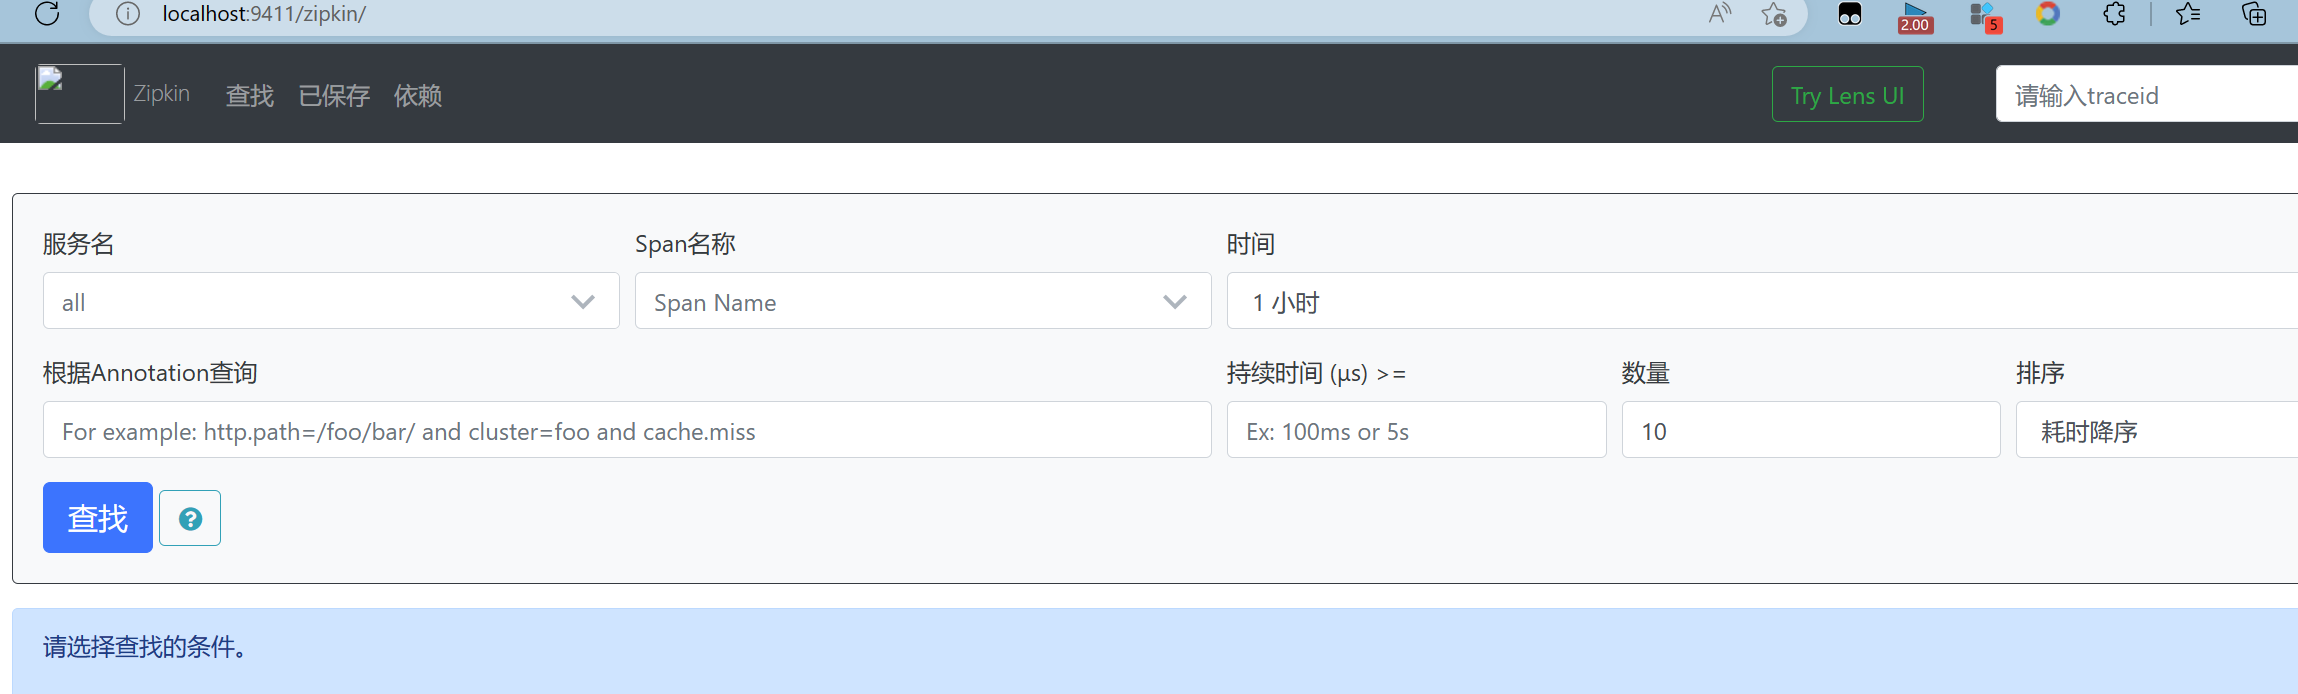 localhost:9411/zipkin/
2.00
5
Zipkin 查找 已保存 依赖 Try Lens UI 请输入traceid
服务名 Span名称 时间
all Span Name 1 小时
根据Annotation查询 持续时间 (μs) >= 数量 排序
For example: http.path=/foo/bar/ and cluster=foo and cache.miss Ex: 100ms or 5s 10 耗时降序
查找 ?
请选择查找的条件。